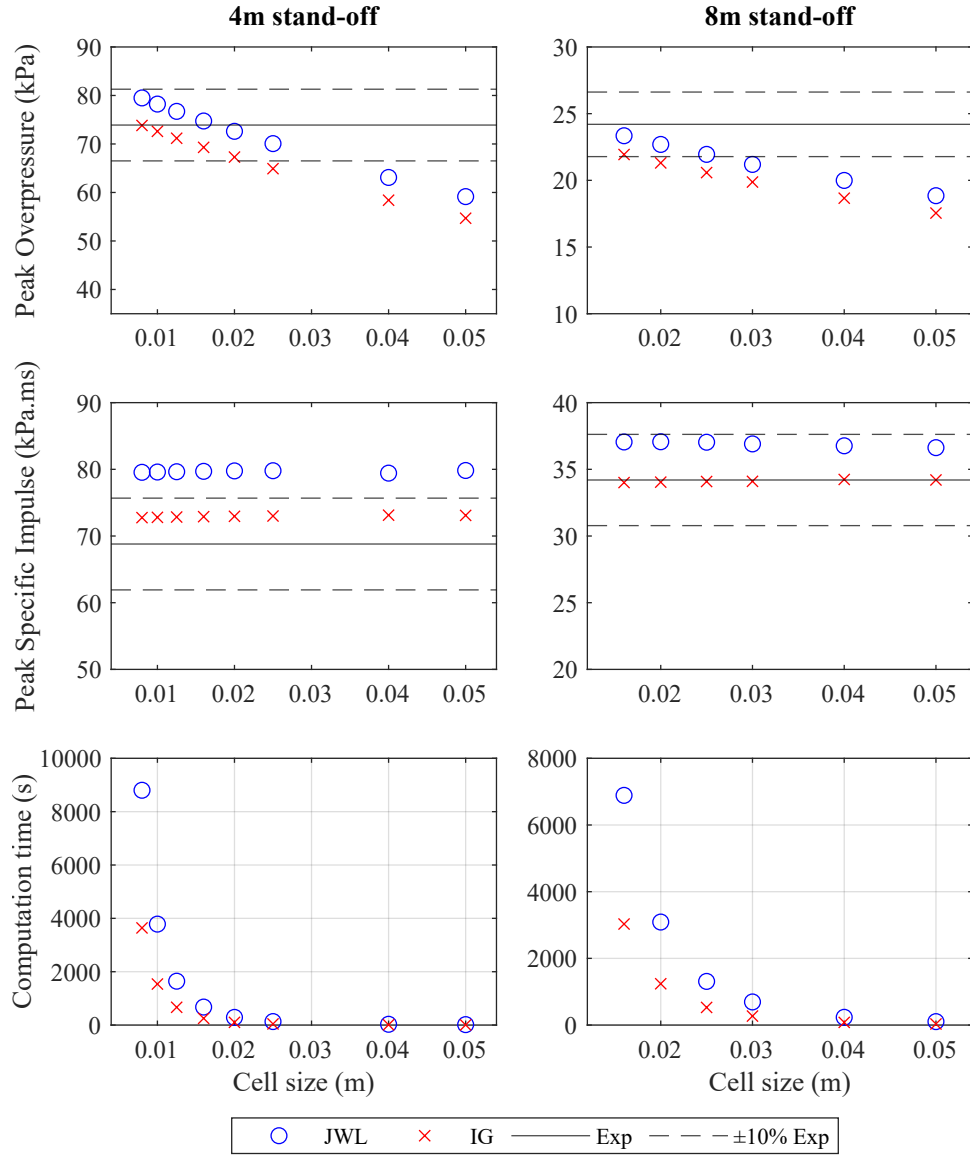 4m stand-off 8m stand-off
Peak Overpressure (kPa)
90
80
70
60
50
40
0.01 0.02 0.03 0.04 0.05
30
25
20
15
10
0.02 0.03 0.04 0.05
Peak Specific Impulse (kPa.ms)
90
80
70
60
50
0.01 0.02 0.03 0.04 0.05
40
35
30
25
20
0.02 0.03 0.04 0.05
Computation time (s)
10000
8000
6000
4000
2000
0
0.01 0.02 0.03 0.04 0.05
Cell size (m)
8000
6000
4000
2000
0
0.02 0.03 0.04 0.05
Cell size (m)
JWL IG Exp ±10% Exp